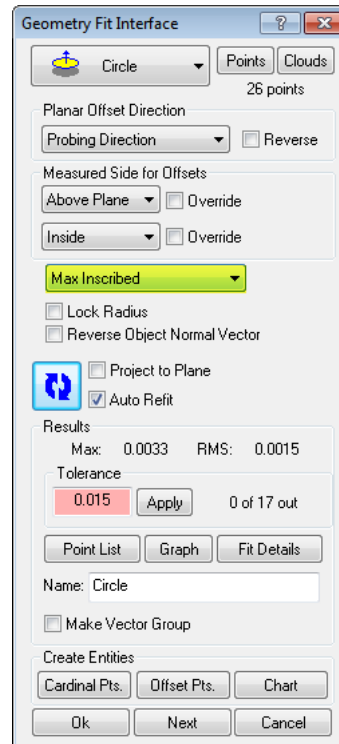 Geometry Fit Interface
Circle Points Clouds
26 points
Planar Offset Direction
Probing Direction Reverse
Measured Side for Offsets
Above Plane Override
Inside Override
Max Inscribed
Lock Radius
Reverse Object Normal Vector
Project to Plane
Auto Refit
Results
Max: 0.0033 RMS: 0.0015
Tolerance
0.015 Apply 0 of 17 out
Point List Graph Fit Details
Name: Circle
Make Vector Group
Create Entities
Cardinal Pts. Offset Pts. Chart
Ok Next Cancel